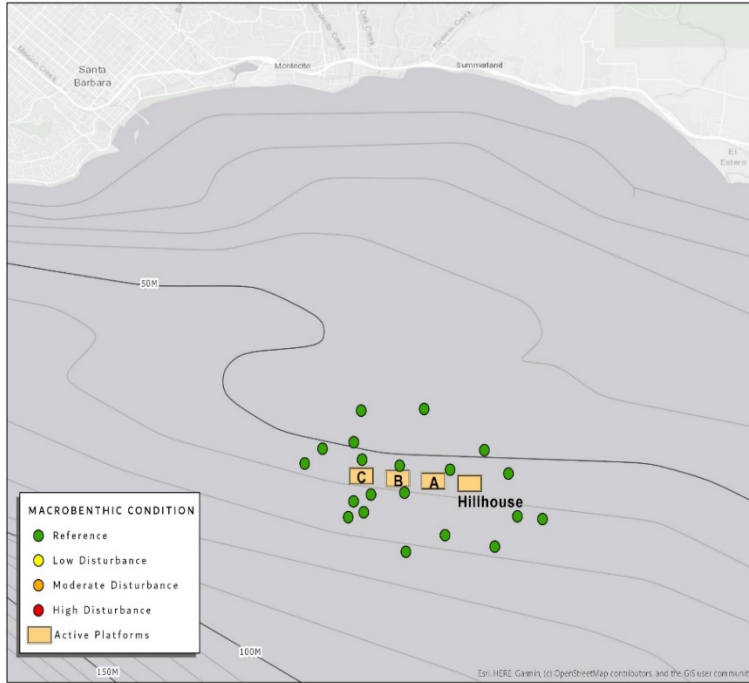 Santa
Barbara
Montecito
Summerland
El
Estero
50M
C
B
A
Hillhouse
MACROBENTHIC CONDITION
Reference
Low Disturbance
Moderate Disturbance
High Disturbance
Active Platforms
100M
150M
Esri, HERE, Garmin, (c) OpenStreetMap contributors, and the GIS user community